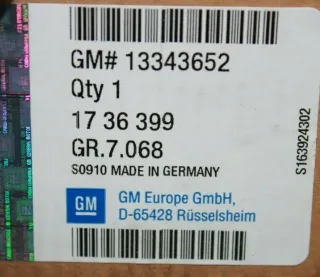 GM# 13343652
Qty 1
17 36 399
GR.7.068
S0910 MADE IN GERMANY
GM
GM Europe GmbH,
D-65428 Rüsselsheim
S163924302